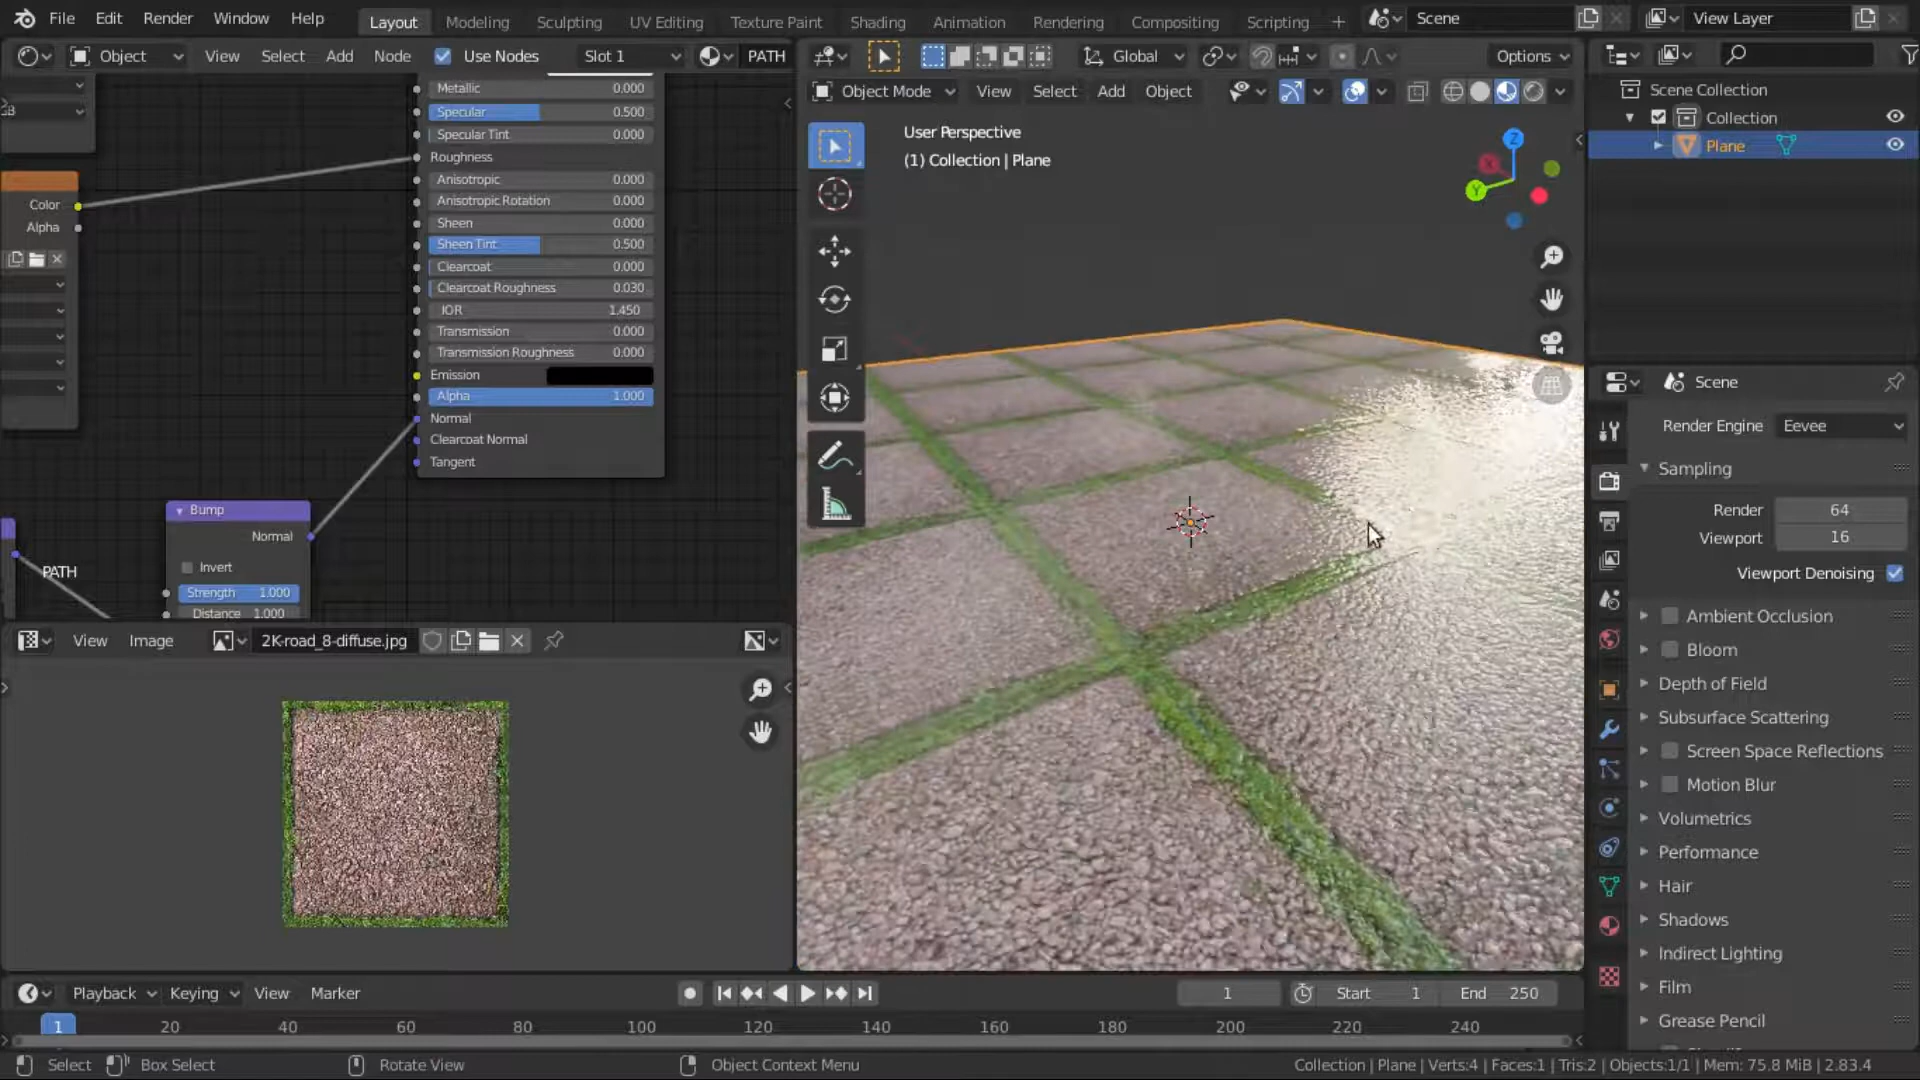 File Edit Render Window Help Layout Modeling Sculpting UV Editing Texture Paint Shading Animation Rendering Compositing Scripting + Scene View Layer
Object View Select Add Node Use Nodes Slot 1 PATH
Global Options
Object Mode View Select Add Object
User Perspective
(1) Collection | Plane
Metallic 0.000
Specular 0.500
Specular Tint 0.000
Roughness
Anisotropic 0.000
Anisotropic Rotation 0.000
Sheen 0.000
Sheen Tint 0.500
Clearcoat 0.000
Clearcoat Roughness 0.030
IOR 1.450
Transmission 0.000
Transmission Roughness 0.000
Emission
Alpha 1.000
Normal
Clearcoat Normal
Tangent
Color
Alpha
Bump
Normal
Invert
Strength 1.000
Distance 1.000
PATH
View Image 2K-road_8-diffuse.jpg
Z
X
Y
Scene Collection
Collection
Plane
Scene
Render Engine Eevee
Sampling
Render 64
Viewport 16
Viewport Denoising
Ambient Occlusion
Bloom
Depth of Field
Subsurface Scattering
Screen Space Reflections
Motion Blur
Volumetrics
Performance
Hair
Shadows
Indirect Lighting
Film
Grease Pencil
Playback Keying View Marker 1 Start 1 End 250
1 20 40 60 80 100 120 140 160 180 200 220 240
Select Box Select Rotate View Object Context Menu Collection | Plane | Verts:4 | Faces:1 | Tris:2 | Objects:1/1 | Mem: 75.8 MiB | 2.83.4